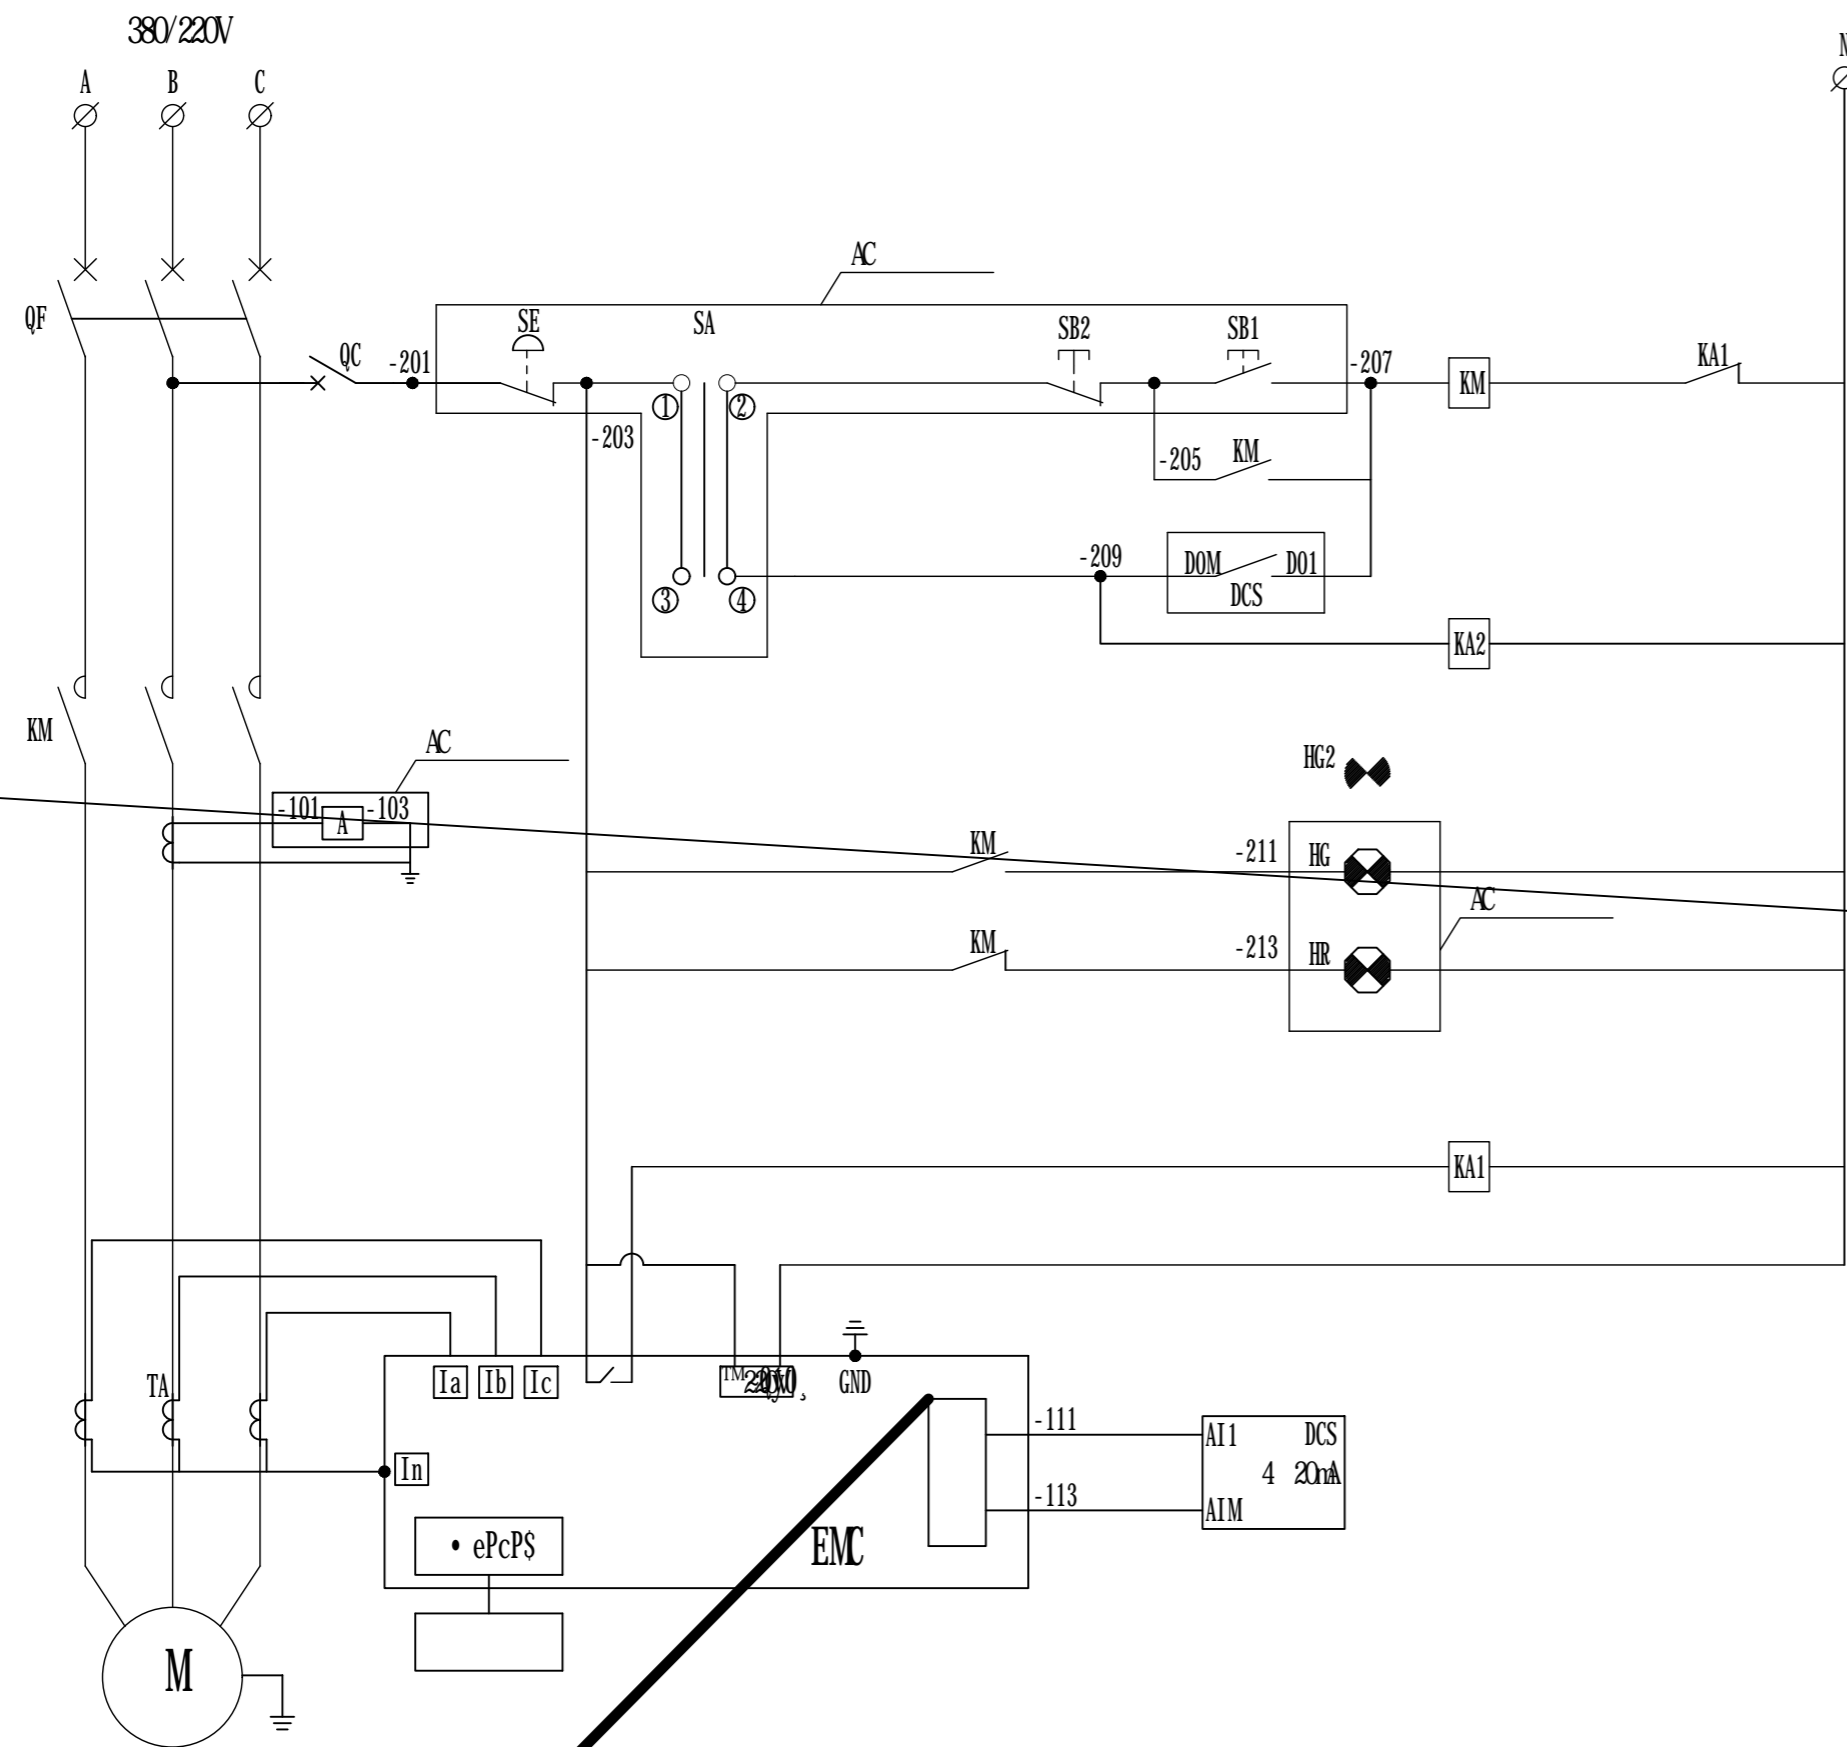 380/220V
A B C N
AC
QF
SE SA SB2 SB1
QC -201 -207 KM KA1
① ②
-203 -205 KM
-209 DOM DO1
DCS
③ ④
KA2
KM AC
HG2
-101 A -103
KM -211 HG
AC
KM -213 HR
KA1
TA Ia Ib Ic GND
-111 AI1 DCS
In 4 20mA
-113 AIM
• ePcP$ EMC
M